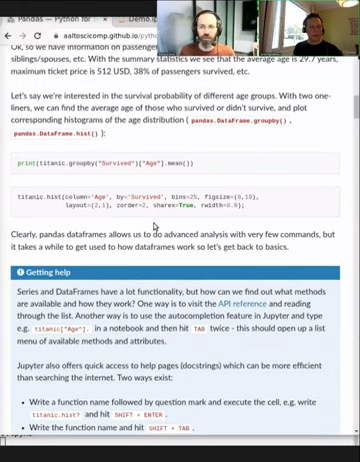 Pandas — Python for
Demo.ip
aaltoscicomp.github.io/pytho
Ok, so we have information on passenger
siblings/spouses, etc. With the summary statistics we see that the average age is 29.7 years,
maximum ticket price is 512 USD, 38% of passengers survived, etc.
Let's say we're interested in the survival probability of different age groups. With two one-
liners, we can find the average age of those who survived or didn't survive, and plot
corresponding histograms of the age distribution ( pandas.DataFrame.groupby() ,
pandas.DataFrame.hist() ):
print(titanic.groupby("Survived")["Age"].mean())
titanic.hist(column='Age', by='Survived', bins=25, figsize=(8,10),
layout=(2,1), zorder=2, sharex=True, rwidth=0.9);
Clearly, pandas dataframes allows us to do advanced analysis with very few commands, but
it takes a while to get used to how dataframes work so let's get back to basics.
Getting help
Series and DataFrames have a lot functionality, but how can we find out what methods
are available and how they work? One way is to visit the API reference and reading
through the list. Another way is to use the autocompletion feature in Jupyter and type
e.g. titanic["Age"]. in a notebook and then hit TAB twice - this should open up a list
menu of available methods and attributes.
Jupyter also offers quick access to help pages (docstrings) which can be more efficient
than searching the internet. Two ways exist:
• Write a function name followed by question mark and execute the cell, e.g. write
titanic.hist? and hit SHIFT + ENTER .
• Write the function name and hit SHIFT + TAB .